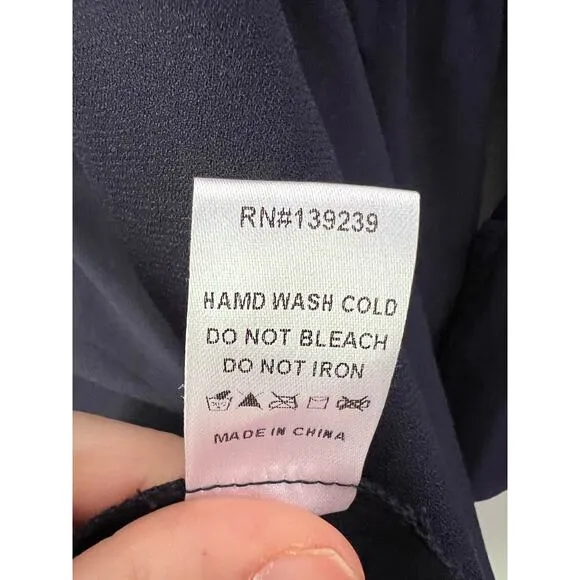 RN#139239
HAMD WASH COLD
DO NOT BLEACH
DO NOT IRON
MADE IN CHINA